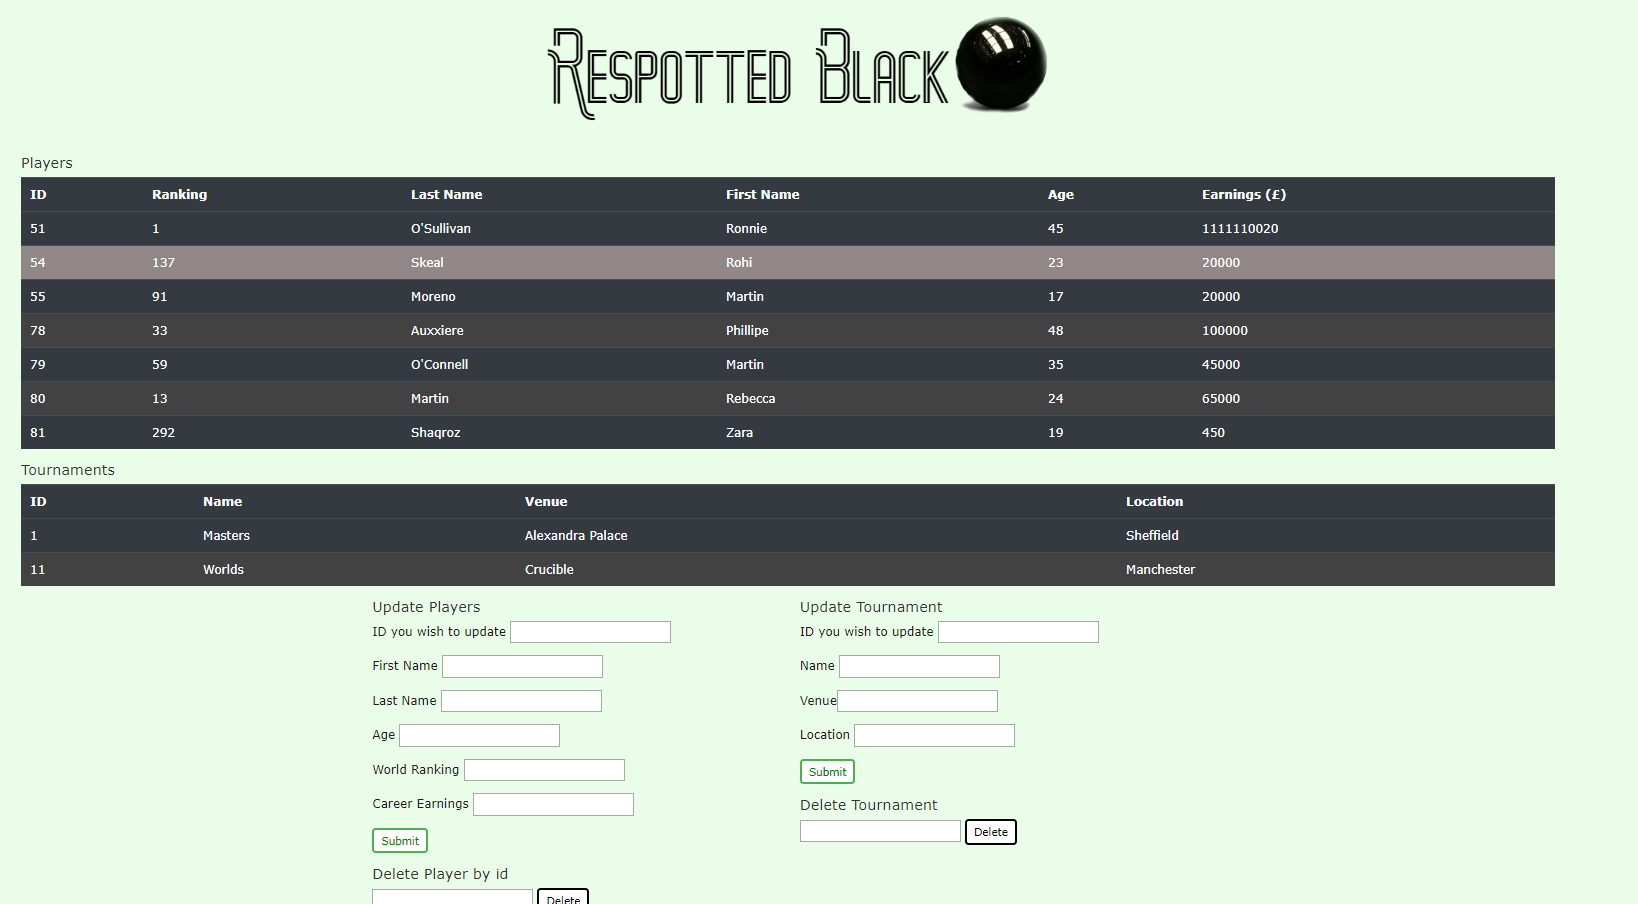 Respotted Black
Players
ID Ranking Last Name First Name Age Earnings (£)
51 1 O'Sullivan Ronnie 45 1111110020
54 137 Skeal Rohi 23 20000
55 91 Moreno Martin 17 20000
78 33 Auxxiere Phillipe 48 100000
79 59 O'Connell Martin 35 45000
80 13 Martin Rebecca 24 65000
81 292 Shaqroz Zara 19 450
Tournaments
ID Name Venue Location
1 Masters Alexandra Palace Sheffield
11 Worlds Crucible Manchester
Update Players
ID you wish to update
First Name
Last Name
Age
World Ranking
Career Earnings
Submit
Delete Player by id
Delete
Update Tournament
ID you wish to update
Name
Venue
Location
Submit
Delete Tournament
Delete